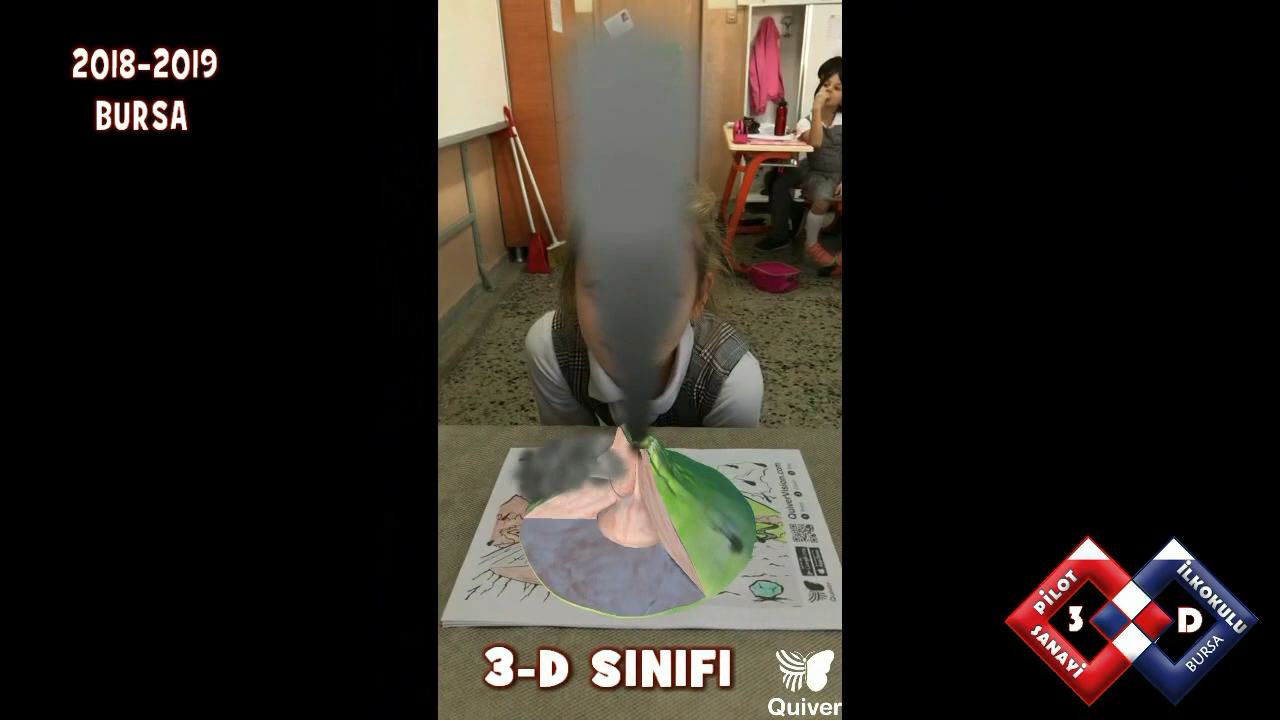 2018-2019
BURSA
QuiverVision.com
3-D SINIFI
Quiver
PİLOT
SANAYİ
3
D
İLKOKULU
BURSA